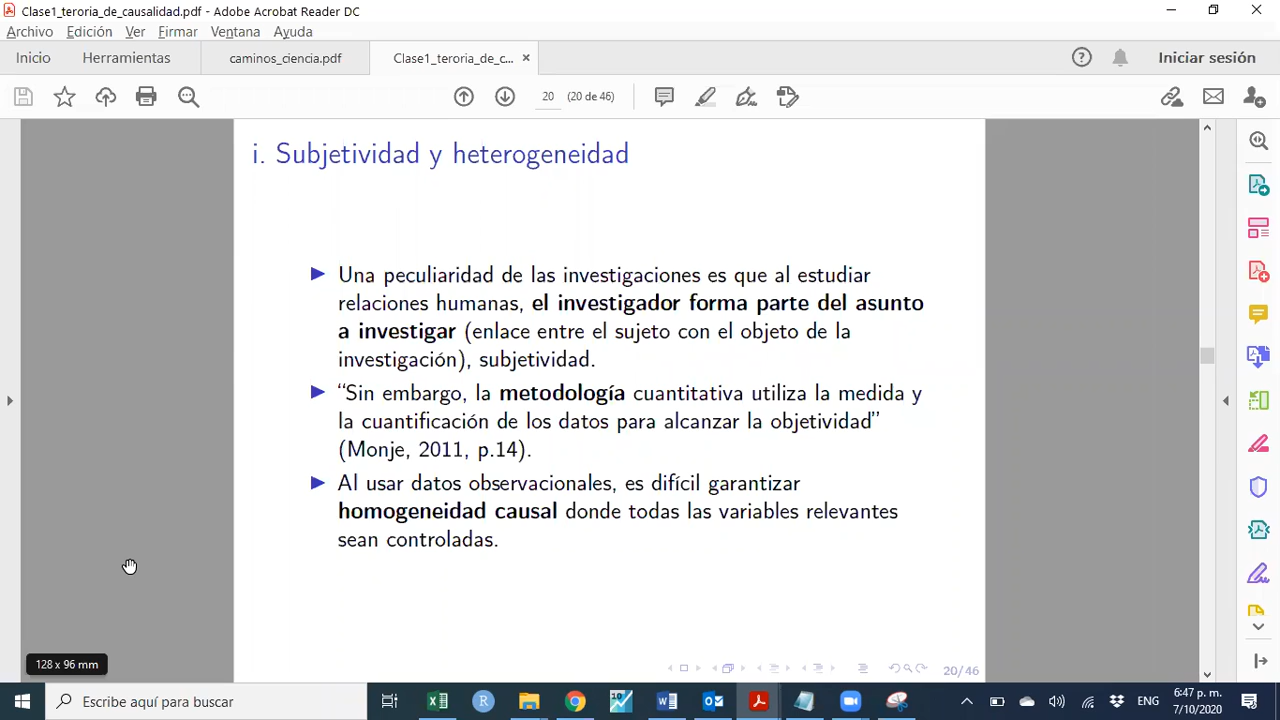 Clase1_teroria_de_causalidad.pdf - Adobe Acrobat Reader DC
Archivo Edición Ver Firmar Ventana Ayuda
Inicio Herramientas caminos_ciencia.pdf Clase1_teroria_de_c... × Iniciar sesión
20 (20 de 46)
i. Subjetividad y heterogeneidad
Una peculiaridad de las investigaciones es que al estudiar
relaciones humanas, el investigador forma parte del asunto
a investigar (enlace entre el sujeto con el objeto de la
investigación), subjetividad.
“Sin embargo, la metodología cuantitativa utiliza la medida y
la cuantificación de los datos para alcanzar la objetividad”
(Monje, 2011, p.14).
Al usar datos observacionales, es difícil garantizar
homogeneidad causal donde todas las variables relevantes
sean controladas.
128 x 96 mm
20/46
Escribe aquí para buscar
ENG
6:47 p. m.
7/10/2020